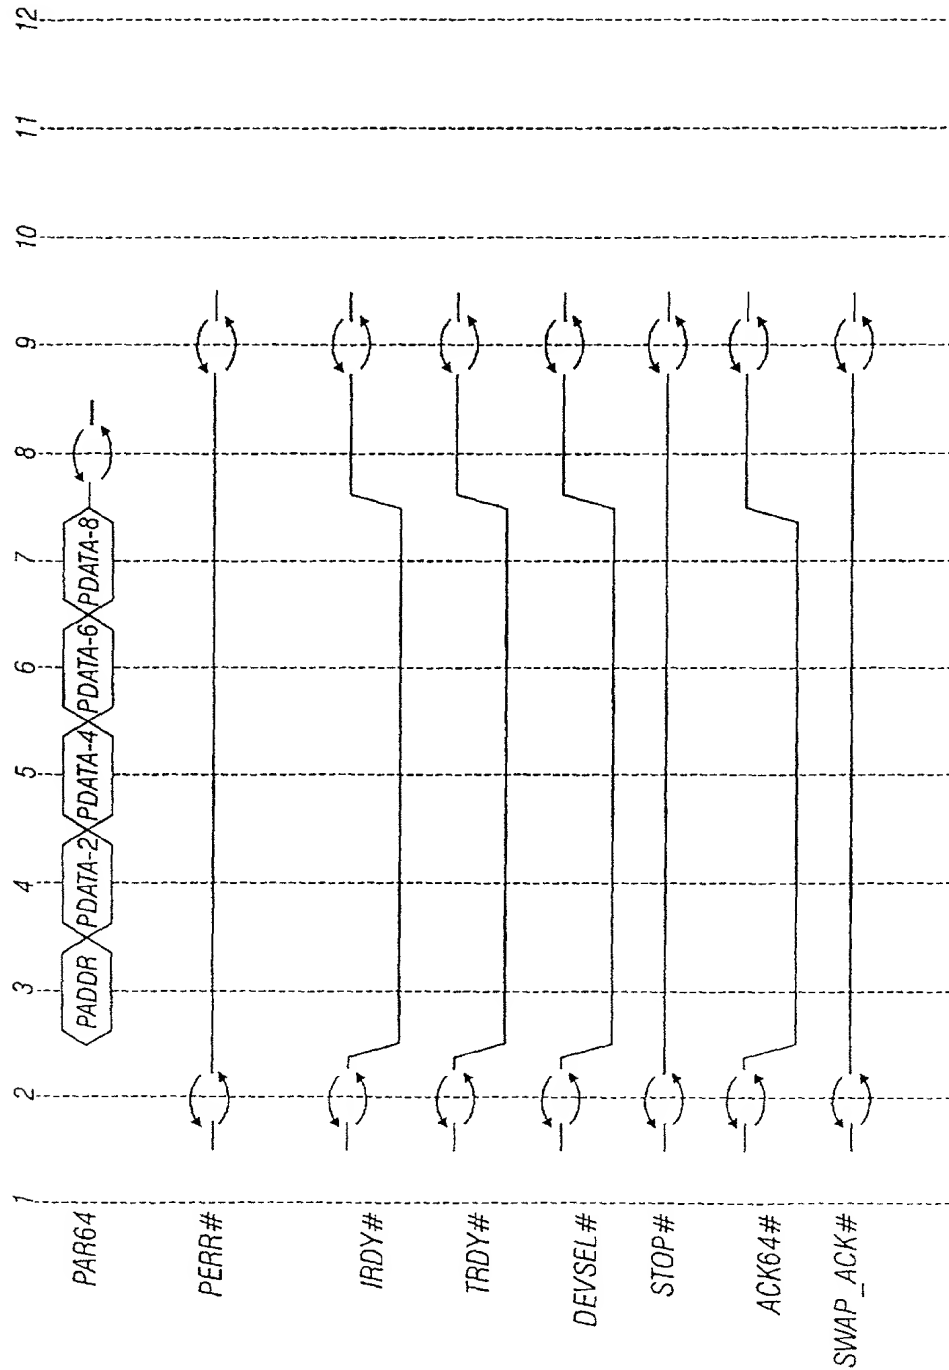 1 2 3 4 5 6 7 8 9 10 11 12
PAR64 PADDR PDATA-2 PDATA-4 PDATA-6 PDATA-8
PERR#
IRDY#
TRDY#
DEVSEL#
STOP#
ACK64#
SWAP_ACK#